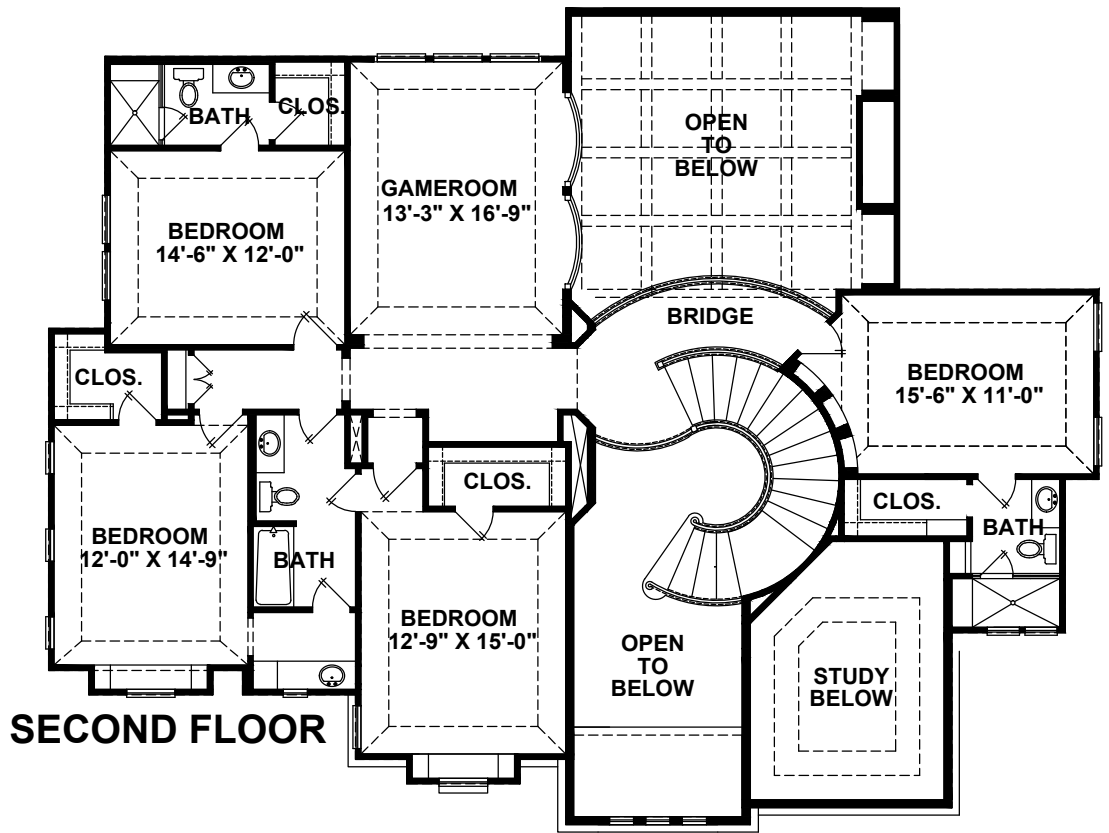 BATH
CLOS.
OPEN
TO
BELOW
GAMEROOM
13'-3" X 16'-9"
BEDROOM
14'-6" X 12'-0"
BRIDGE
CLOS.
BEDROOM
15'-6" X 11'-0"
CLOS.
CLOS.
BATH
BEDROOM
12'-0" X 14'-9"
BATH
BEDROOM
12'-9" X 15'-0"
OPEN
TO
BELOW
STUDY
BELOW
SECOND FLOOR